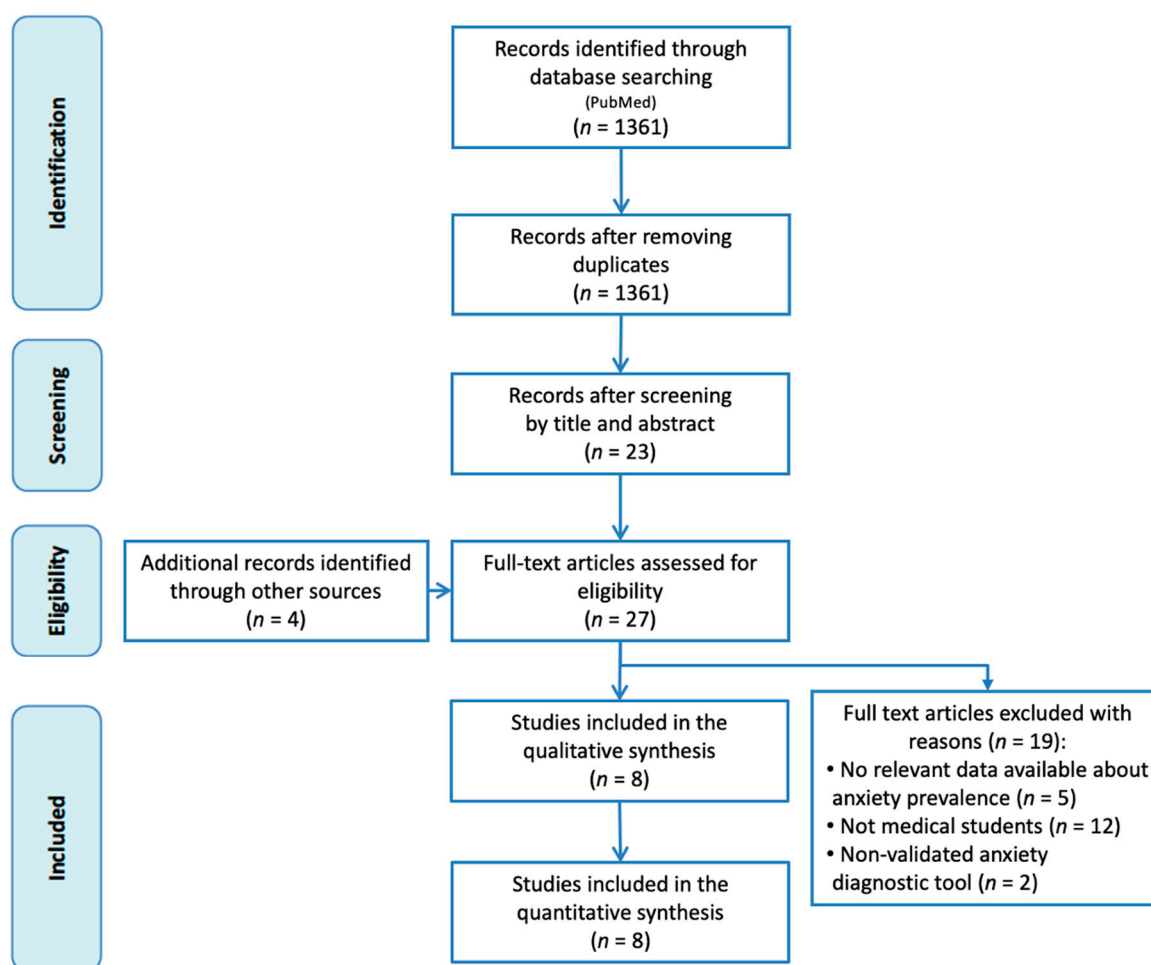 Identification
Records identified through
database searching
(PubMed)
(n = 1361)
Records after removing
duplicates
(n = 1361)
Screening
Records after screening
by title and abstract
(n = 23)
Eligibility
Additional records identified
through other sources
(n = 4)
Full-text articles assessed for
eligibility
(n = 27)
Included
Studies included in the
qualitative synthesis
(n = 8)
Full text articles excluded with
reasons (n = 19):
• No relevant data available about
anxiety prevalence (n = 5)
• Not medical students (n = 12)
• Non-validated anxiety
diagnostic tool (n = 2)
Studies included in the
quantitative synthesis
(n = 8)